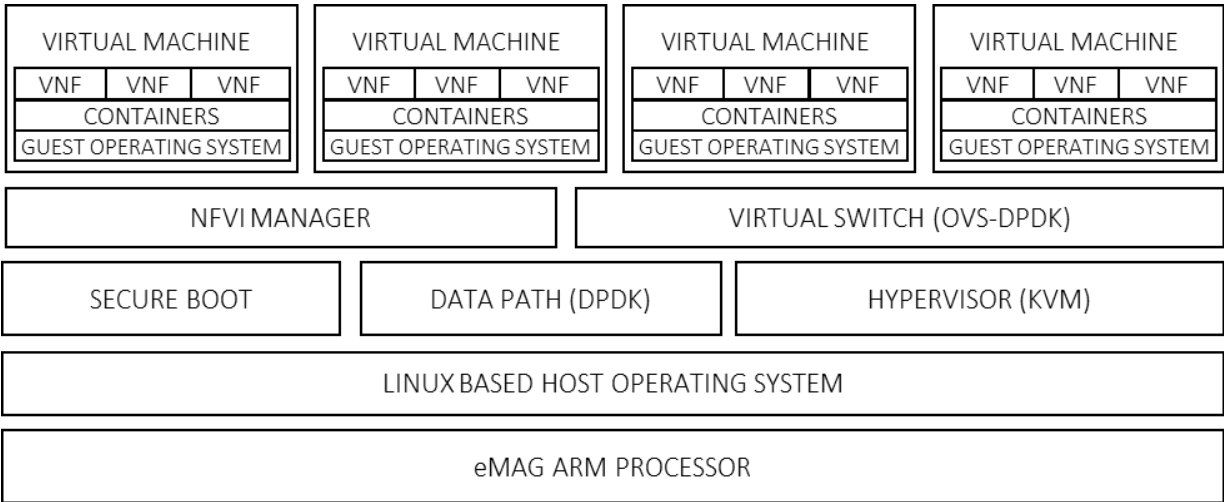 VIRTUAL MACHINE VIRTUAL MACHINE VIRTUAL MACHINE VIRTUAL MACHINE
VNF VNF VNF VNF VNF VNF VNF VNF VNF VNF VNF VNF
CONTAINERS CONTAINERS CONTAINERS CONTAINERS
GUEST OPERATING SYSTEM GUEST OPERATING SYSTEM GUEST OPERATING SYSTEM GUEST OPERATING SYSTEM
NFVI MANAGER VIRTUAL SWITCH (OVS-DPDK)
SECURE BOOT DATA PATH (DPDK) HYPERVISOR (KVM)
LINUX BASED HOST OPERATING SYSTEM
eMAG ARM PROCESSOR